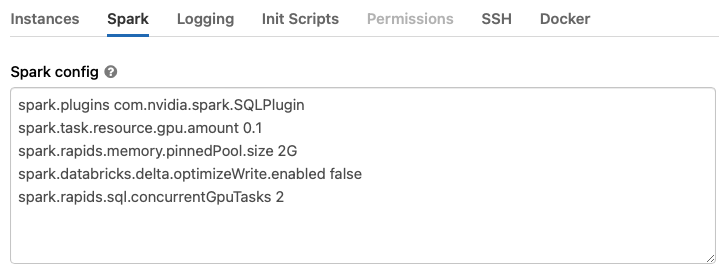 Instances Spark Logging Init Scripts Permissions SSH Docker
Spark config ?
spark.plugins com.nvidia.spark.SQLPlugin
spark.task.resource.gpu.amount 0.1
spark.rapids.memory.pinnedPool.size 2G
spark.databricks.delta.optimizeWrite.enabled false
spark.rapids.sql.concurrentGpuTasks 2